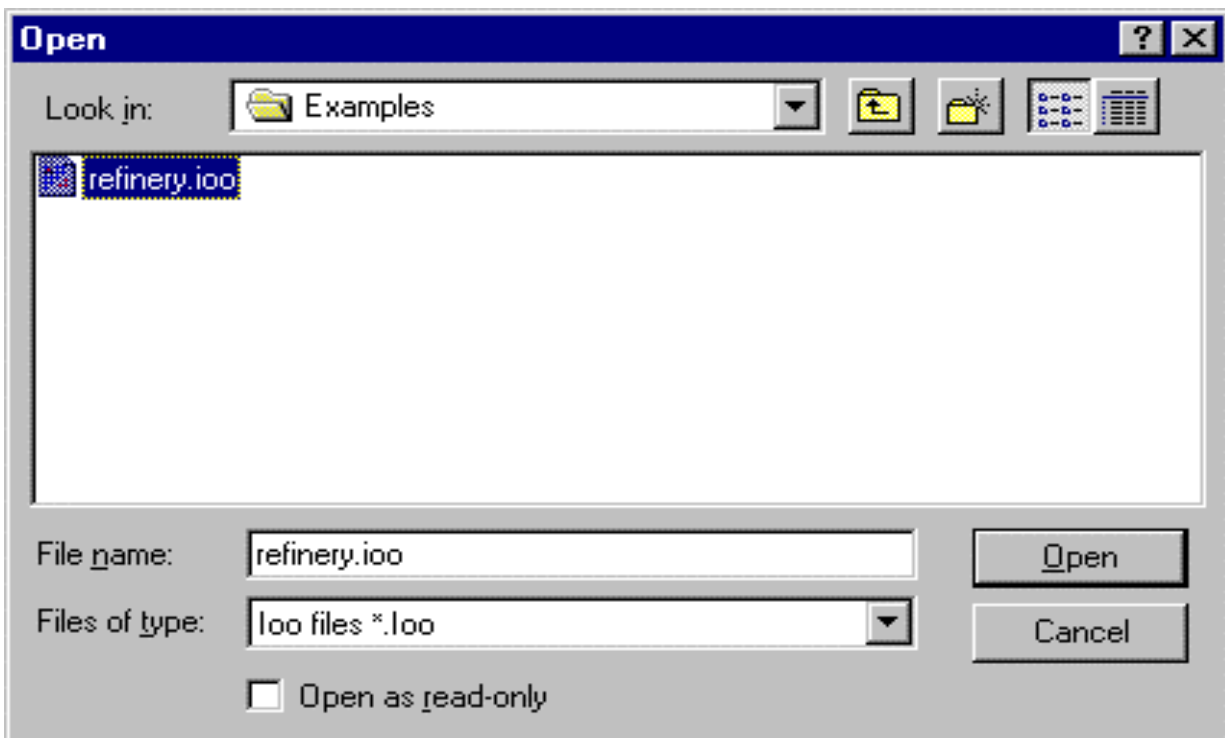 Open
Look in: Examples
refinery.ioo
File name: refinery.ioo Open
Files of type: Ioo files *.Ioo Cancel
Open as read-only